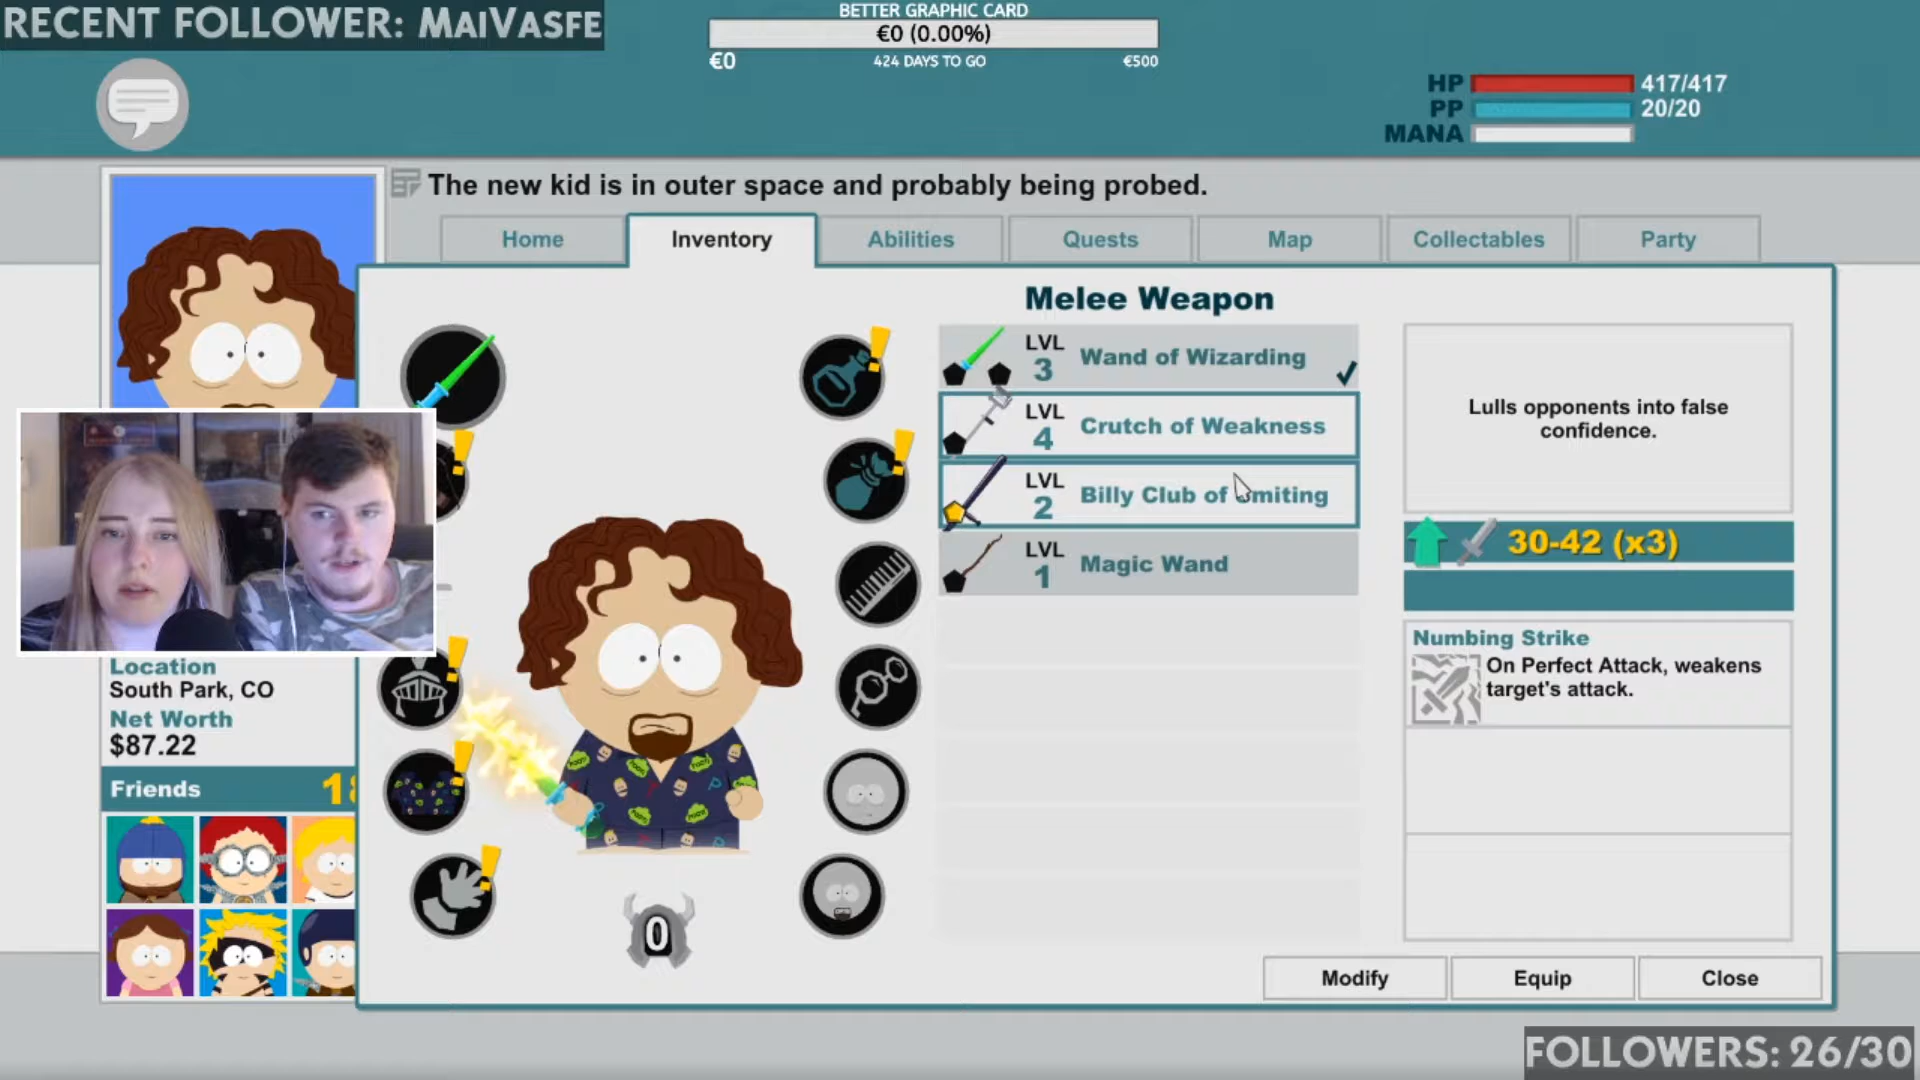 RECENT FOLLOWER: MAIVASFE
BETTER GRAPHIC CARD
€0 (0.00%)
€0
424 DAYS TO GO
€500
HP 417/417
PP 20/20
MANA
The new kid is in outer space and probably being probed.
Home
Inventory
Abilities
Quests
Map
Collectables
Party
Melee Weapon
LVL 3 Wand of Wizarding
LVL 4 Crutch of Weakness
LVL 2 Billy Club of Smiting
LVL 1 Magic Wand
Lulls opponents into false
confidence.
30-42 (x3)
Numbing Strike
On Perfect Attack, weakens
target's attack.
Location
South Park, CO
Net Worth
$87.22
Friends
0
Modify
Equip
Close
FOLLOWERS: 26/30